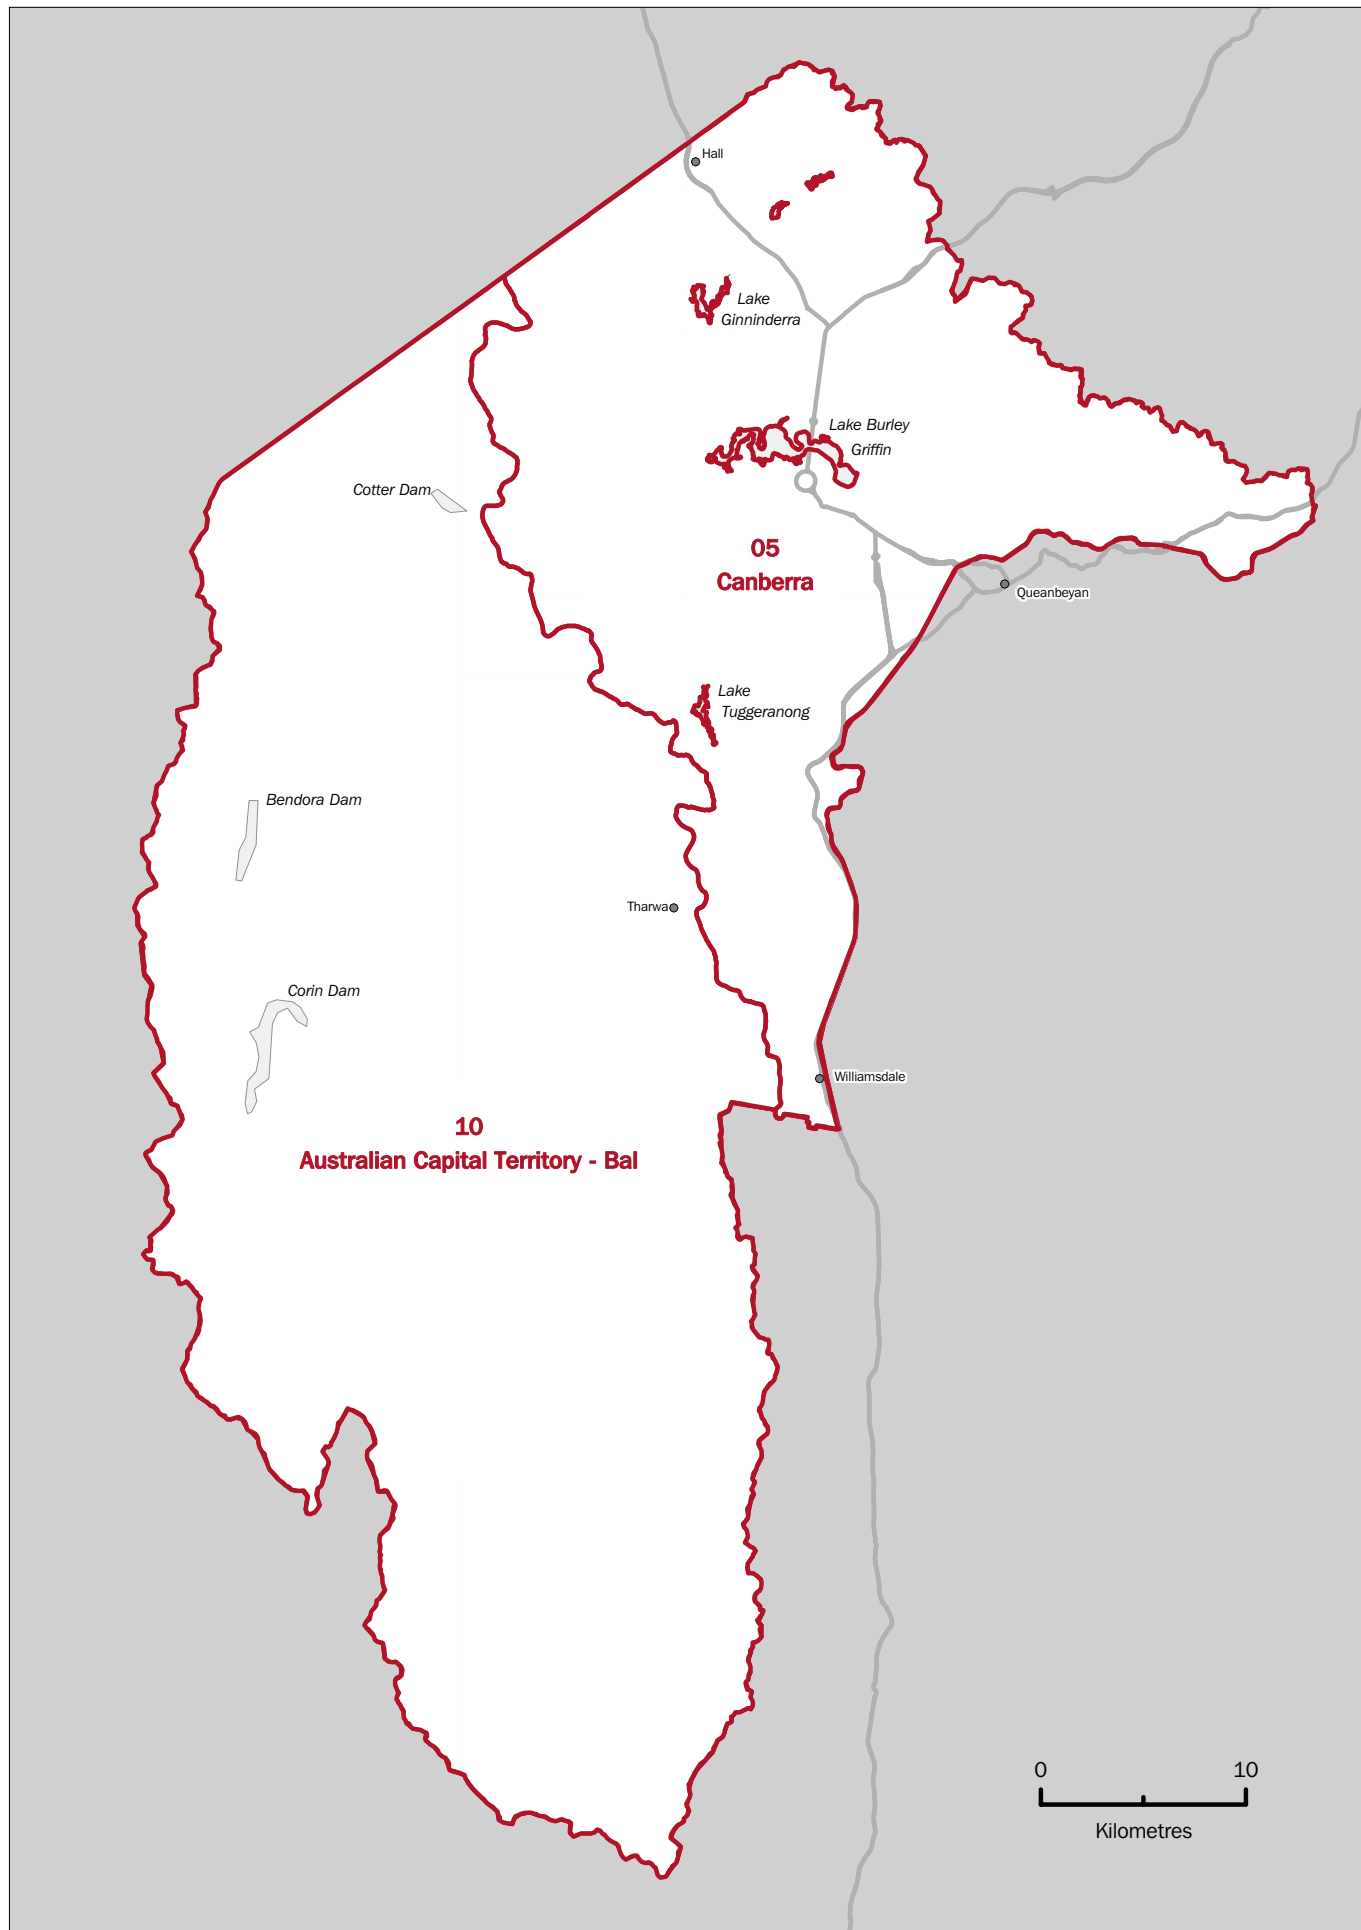 Hall
Lake
Ginninderra
Lake Burley
Griffin
Cotter Dam
05
Canberra
Queanbeyan
Lake
Tuggeranong
Bendora Dam
Tharwa
Corin Dam
Williamsdale
10
Australian Capital Territory - Bal
0 10
Kilometres